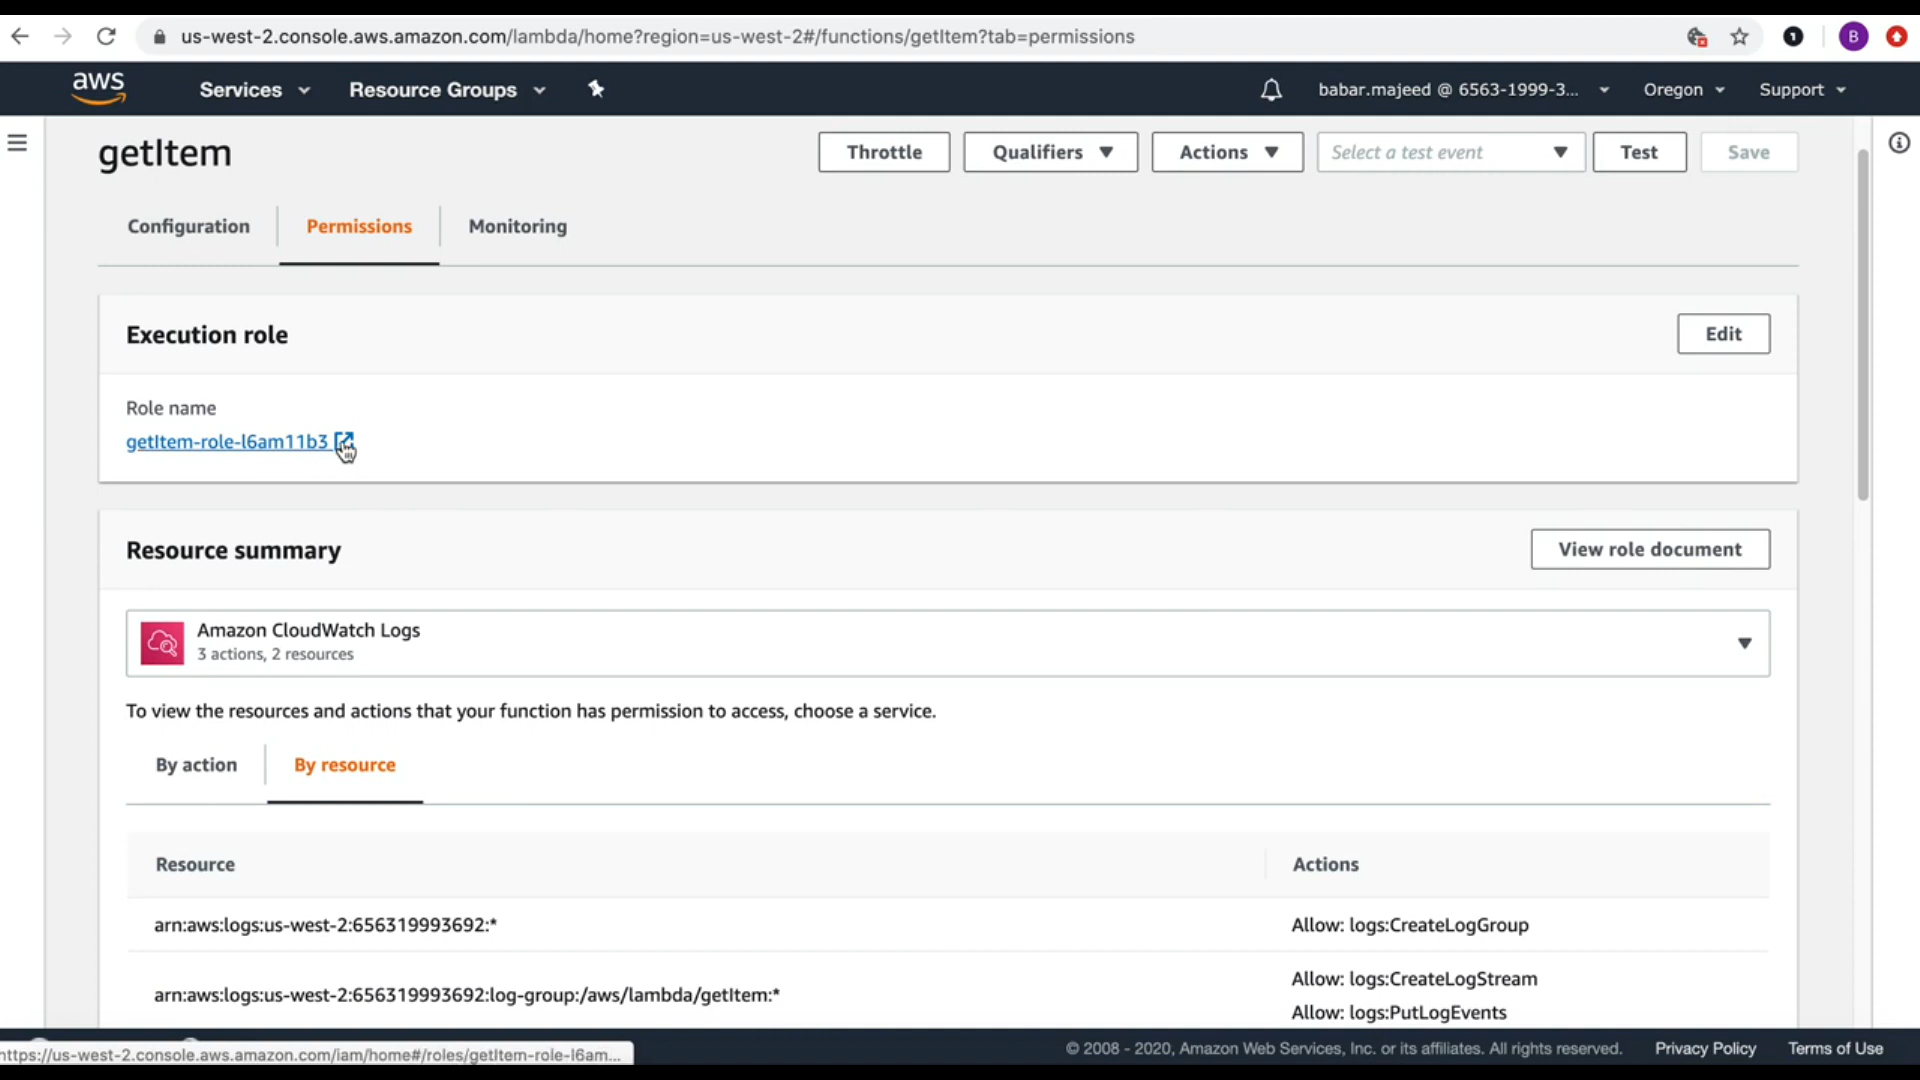 us-west-2.console.aws.amazon.com/lambda/home?region=us-west-2#/functions/getItem?tab=permissions
B
aws
Services
Resource Groups
babar.majeed @ 6563-1999-3...
Oregon
Support
getItem
Throttle
Qualifiers
Actions
Select a test event
Test
Save
Configuration
Permissions
Monitoring
Execution role
Edit
Role name
getItem-role-l6am11b3
Resource summary
View role document
Amazon CloudWatch Logs
3 actions, 2 resources
To view the resources and actions that your function has permission to access, choose a service.
By action
By resource
Resource
Actions
arn:aws:logs:us-west-2:656319993692:*
Allow: logs:CreateLogGroup
arn:aws:logs:us-west-2:656319993692:log-group:/aws/lambda/getItem:*
Allow: logs:CreateLogStream
Allow: logs:PutLogEvents
https://us-west-2.console.aws.amazon.com/iam/home#/roles/getItem-role-l6am...
© 2008 - 2020, Amazon Web Services, Inc. or its affiliates. All rights reserved.
Privacy Policy
Terms of Use